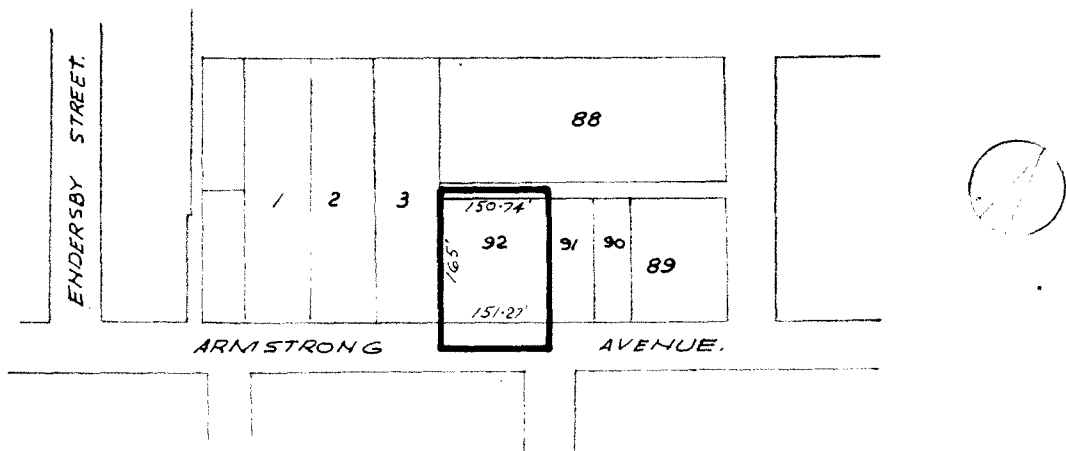 ENDERSBY STREET.
88
1 2 3
150.74'
92 91 90 89
165'
151.27'
ARMSTRONG AVENUE.